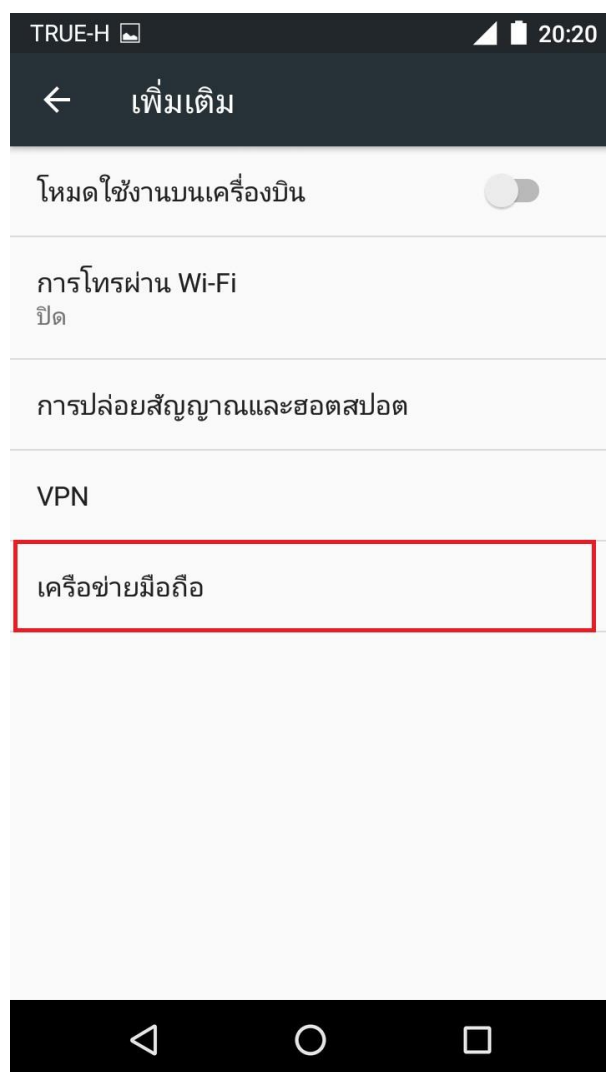 TRUE-H
20:20
เพิ่มเติม
โหมดใช้งานบนเครื่องบิน
การโทรผ่าน Wi-Fi
ปิด
การปล่อยสัญญาณและฮอตสปอต
VPN
เครือข่ายมือถือ